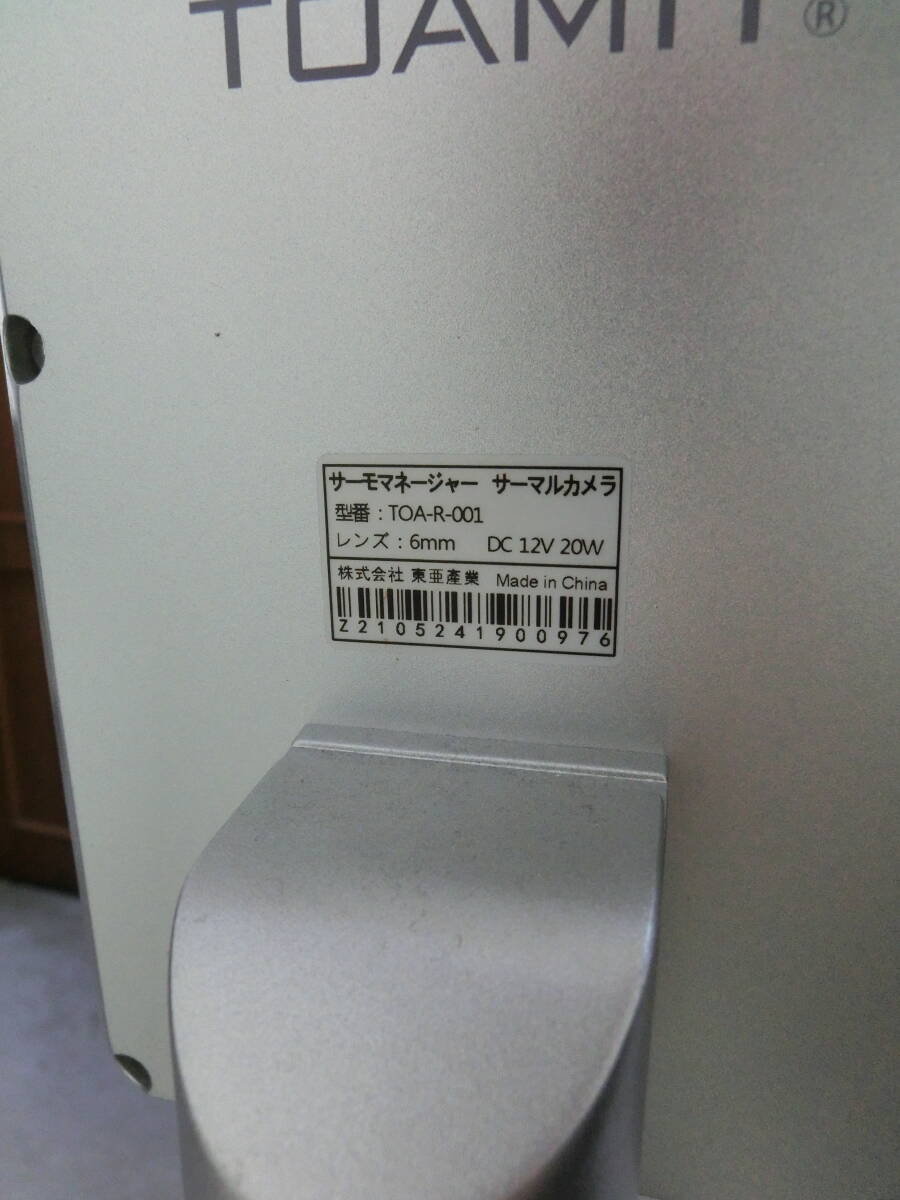 TOAMIT®
サーモマネージャー サーマルカメラ
型番：TOA-R-001
レンズ：6mm DC 12V 20W
株式会社 東亜産業 Made in China
Z210524190 0976